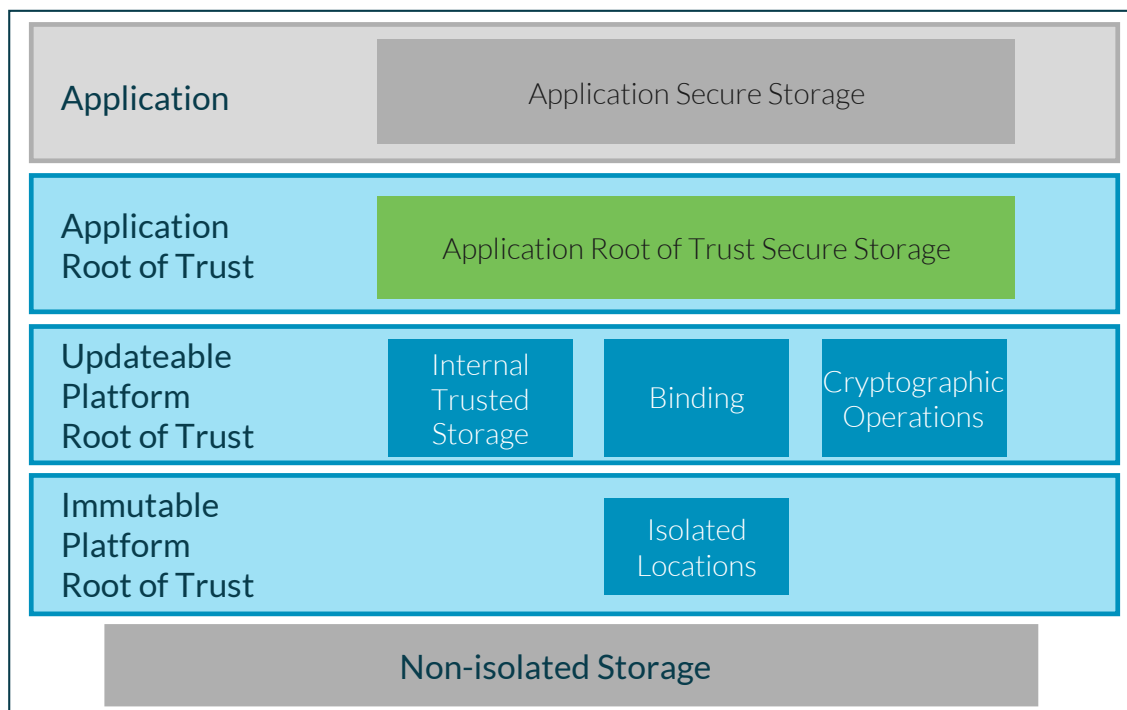 Application
Application Secure Storage
Application
Root of Trust
Application Root of Trust Secure Storage
Updateable
Platform
Root of Trust
Internal
Trusted
Storage
Binding
Cryptographic
Operations
Immutable
Platform
Root of Trust
Isolated
Locations
Non-isolated Storage